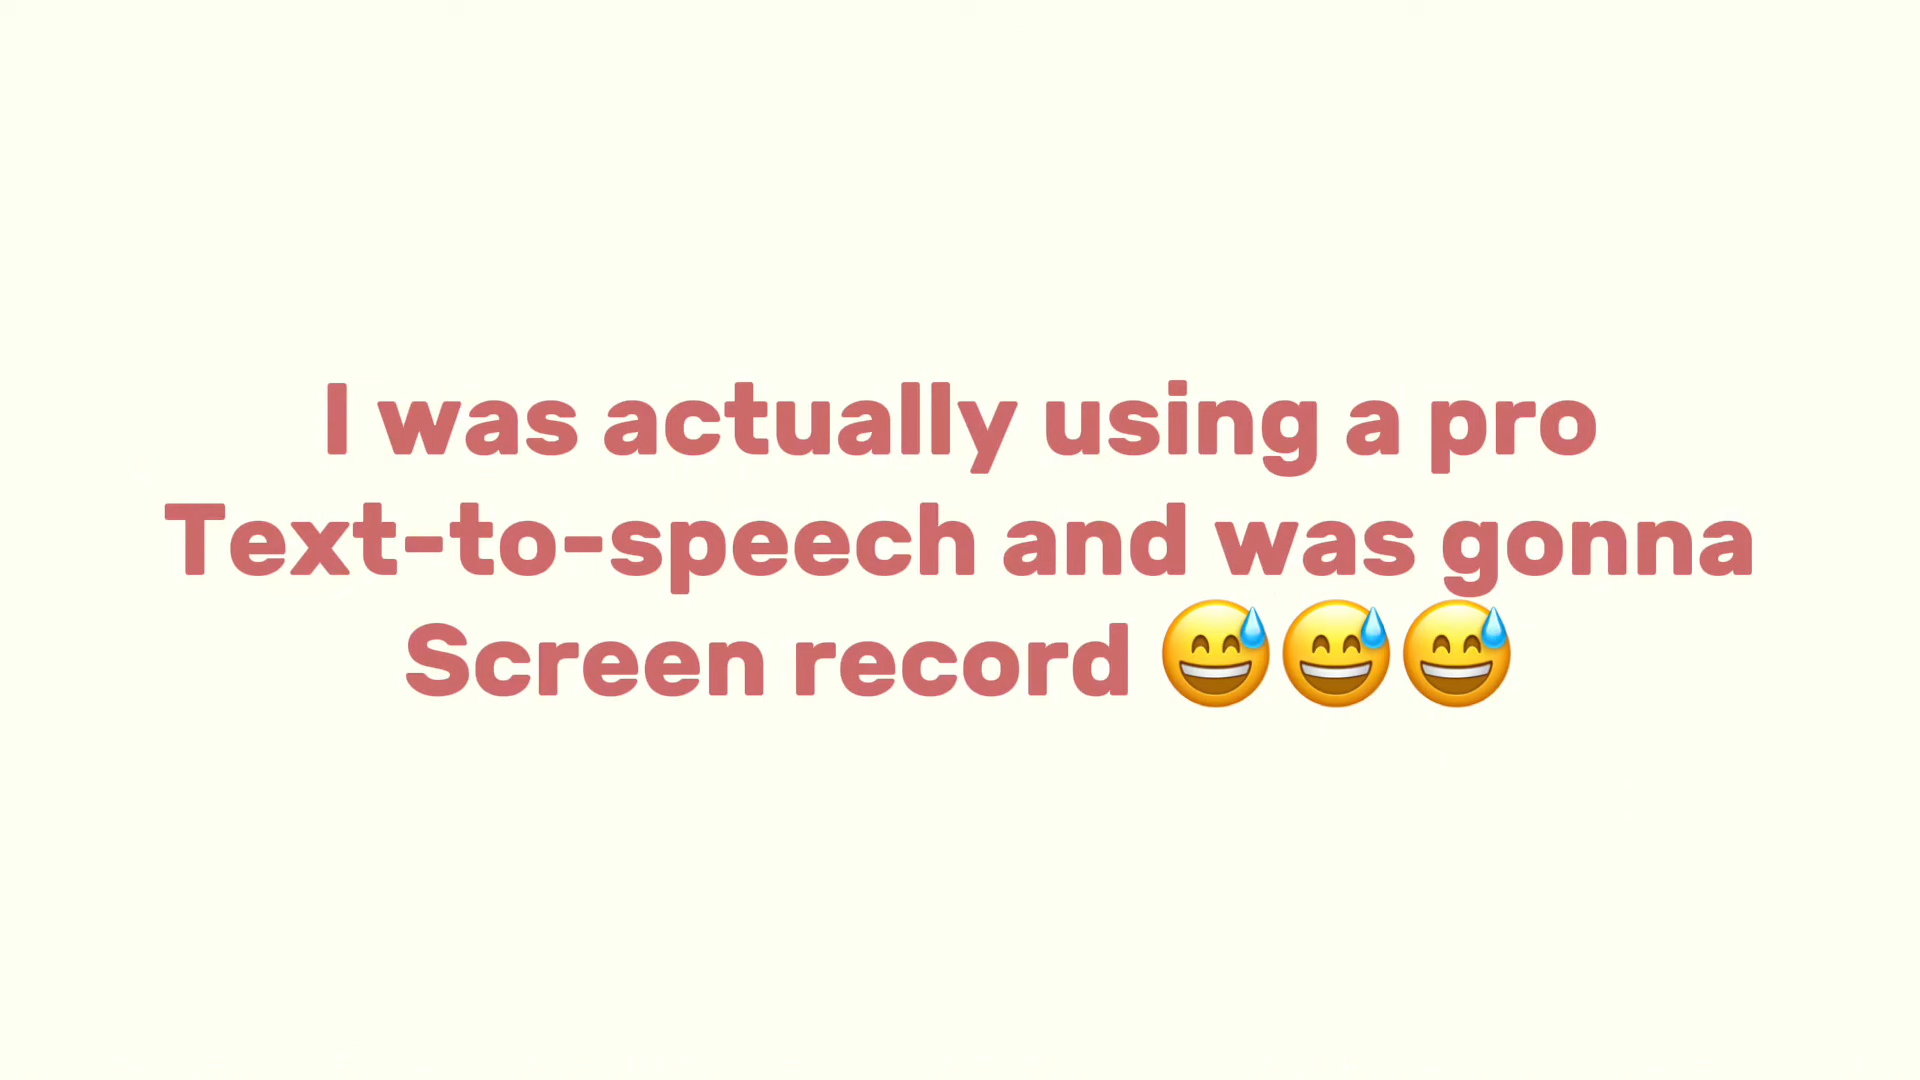 I was actually using a pro
Text-to-speech and was gonna
Screen record 😅😅😅